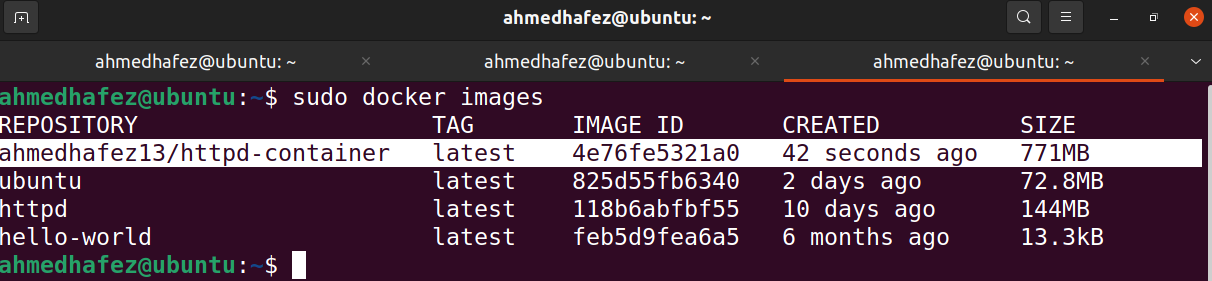 ahmedhafez@ubuntu: ~
ahmedhafez@ubuntu: ~ × ahmedhafez@ubuntu: ~ × ahmedhafez@ubuntu: ~ ×
ahmedhafez@ubuntu:~$ sudo docker images
REPOSITORY TAG IMAGE ID CREATED SIZE
ahmedhafez13/httpd-container latest 4e76fe5321a0 42 seconds ago 771MB
ubuntu latest 825d55fb6340 2 days ago 72.8MB
httpd latest 118b6abfbf55 10 days ago 144MB
hello-world latest feb5d9fea6a5 6 months ago 13.3kB
ahmedhafez@ubuntu:~$